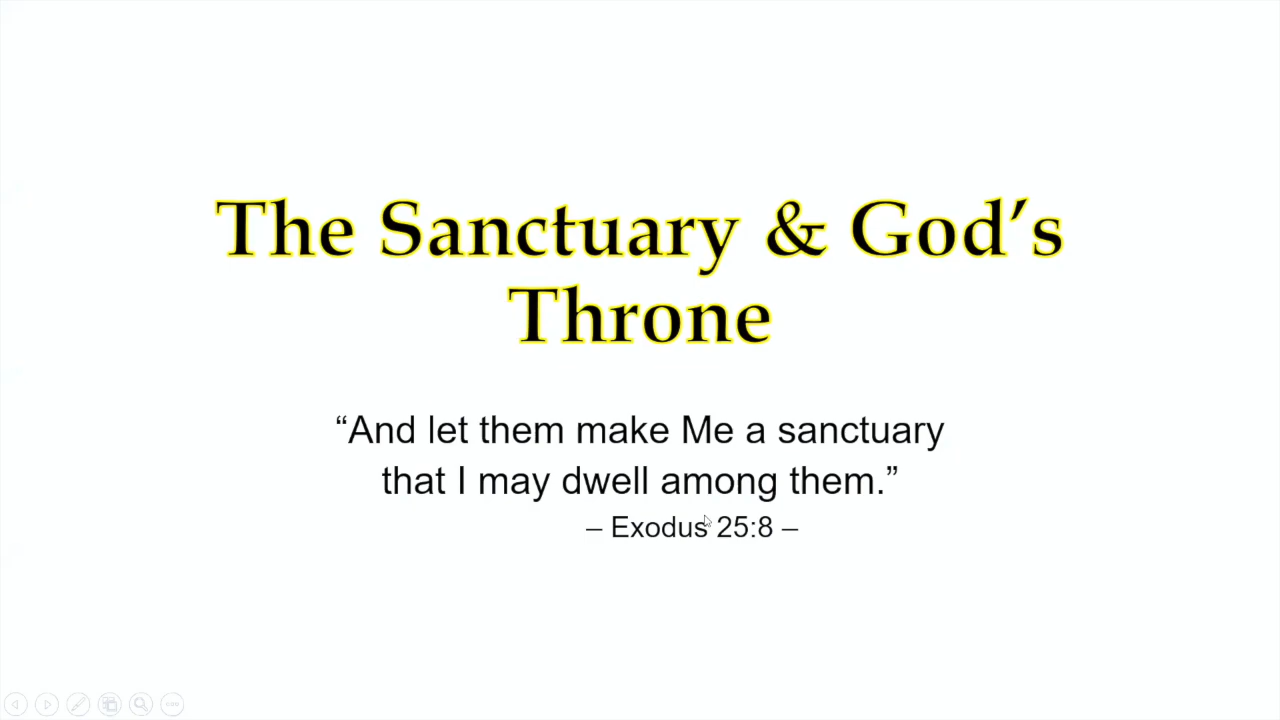 The Sanctuary & God’s
Throne
“And let them make Me a sanctuary
that I may dwell among them.”
– Exodus 25:8 –